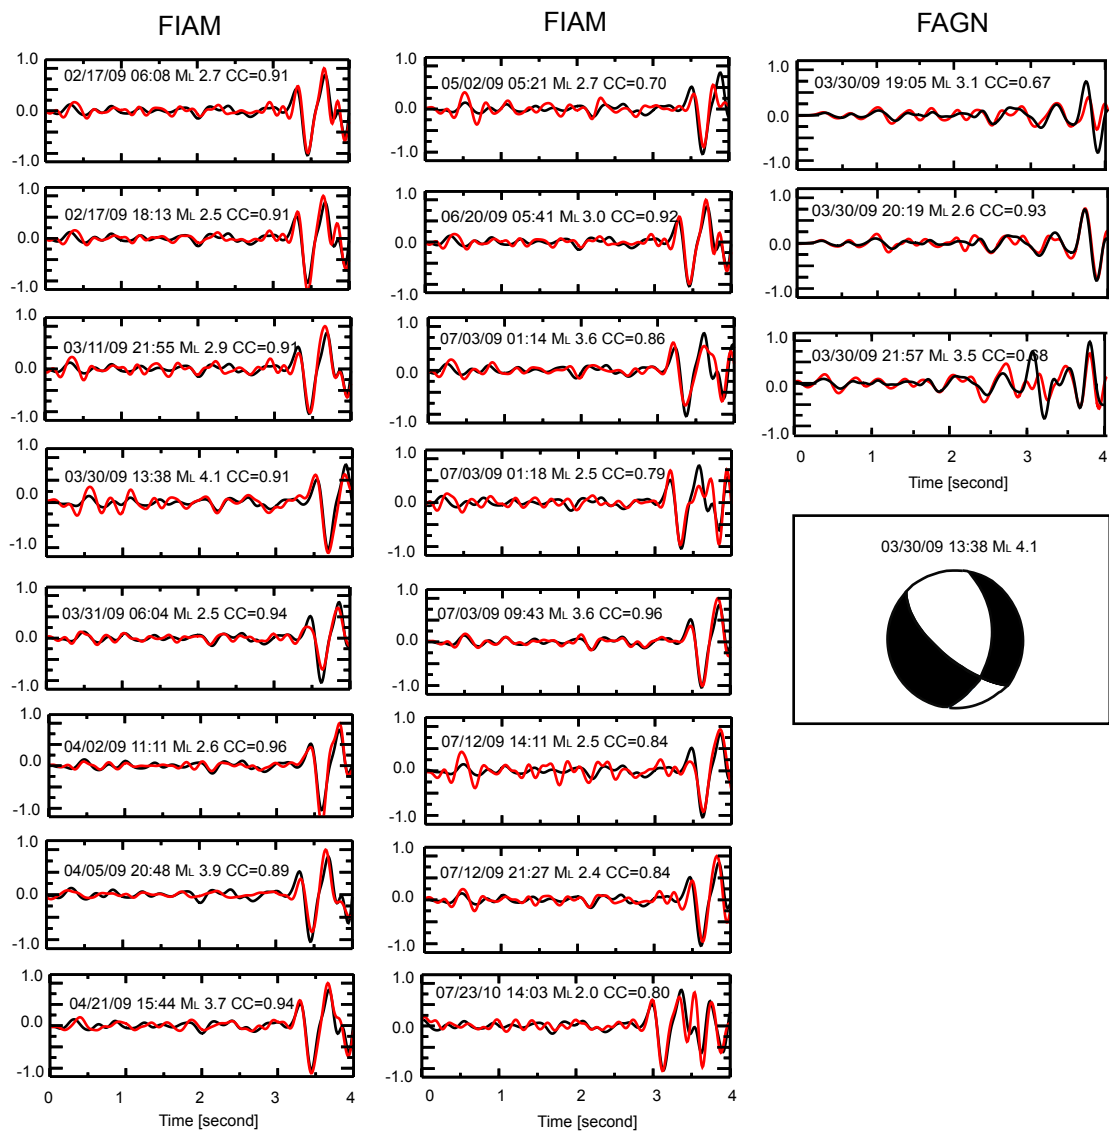 FIAM
1.0
02/17/09 06:08 ML 2.7 CC=0.91
0.0
-1.0
1.0
02/17/09 18:13 ML 2.5 CC=0.91
0.0
-1.0
1.0
03/11/09 21:55 ML 2.9 CC=0.91
0.0
-1.0
1.0
03/30/09 13:38 ML 4.1 CC=0.91
0.0
-1.0
1.0
03/31/09 06:04 ML 2.5 CC=0.94
0.0
-1.0
1.0
04/02/09 11:11 ML 2.6 CC=0.96
0.0
-1.0
1.0
04/05/09 20:48 ML 3.9 CC=0.89
0.0
-1.0
1.0
04/21/09 15:44 ML 3.7 CC=0.94
0.0
-1.0
0 1 2 3 4
Time [second]
FIAM
1.0
05/02/09 05:21 ML 2.7 CC=0.70
0.0
-1.0
1.0
06/20/09 05:41 ML 3.0 CC=0.92
0.0
-1.0
1.0
07/03/09 01:14 ML 3.6 CC=0.86
0.0
-1.0
1.0
07/03/09 01:18 ML 2.5 CC=0.79
0.0
-1.0
1.0
07/03/09 09:43 ML 3.6 CC=0.96
0.0
-1.0
1.0
07/12/09 14:11 ML 2.5 CC=0.84
0.0
-1.0
1.0
07/12/09 21:27 ML 2.4 CC=0.84
0.0
-1.0
1.0
07/23/10 14:03 ML 2.0 CC=0.80
0.0
-1.0
0 1 2 3 4
Time [second]
FAGN
1.0
03/30/09 19:05 ML 3.1 CC=0.67
0.0
-1.0
1.0
03/30/09 20:19 ML 2.6 CC=0.93
0.0
-1.0
1.0
03/30/09 21:57 ML 3.5 CC=0.68
0.0
-1.0
0 1 2 3 4
Time [second]
03/30/09 13:38 ML 4.1